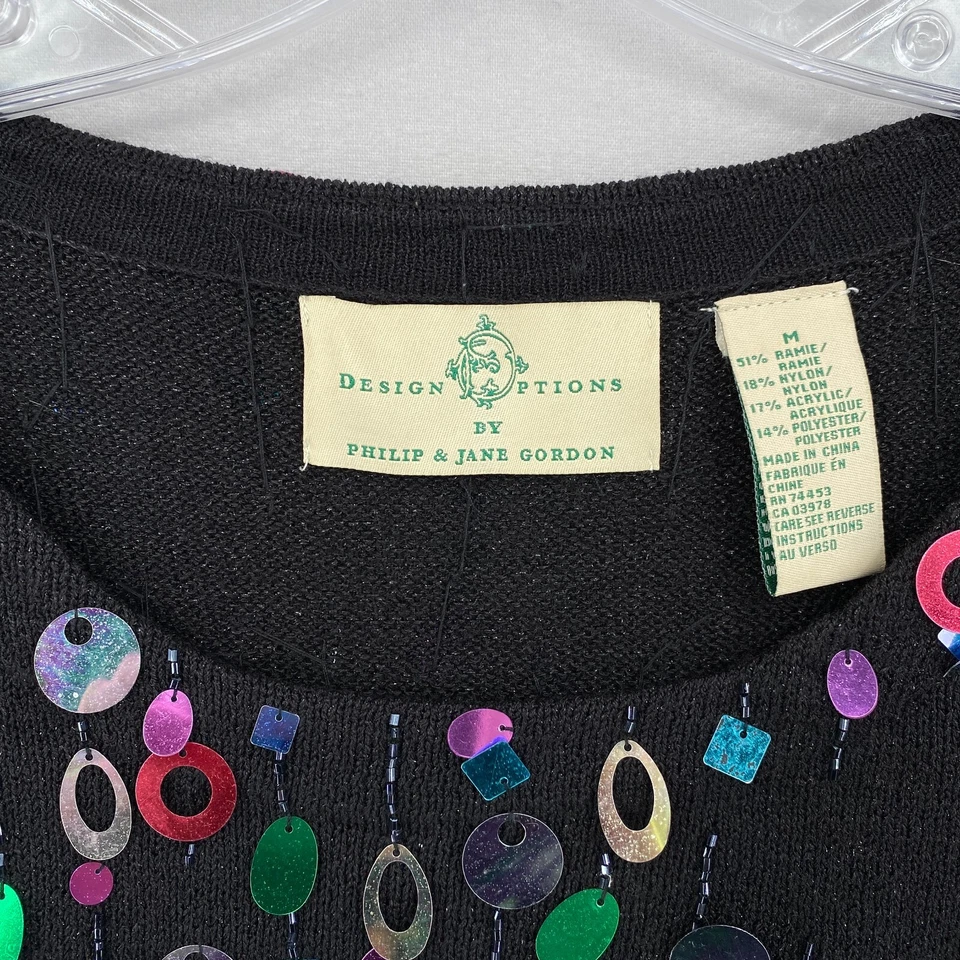 DESIGN OPTIONS
BY
PHILIP & JANE GORDON
M
51% RAMIE/
RAMIE
18% NYLON/
NYLON
17% ACRYLIC/
ACRYLIQUE
14% POLYESTER/
POLYESTER
MADE IN CHINA
FABRIQUE ÉN
CHINE
RN 74453
CA 03978
CARE SEE REVERSE
INSTRUCTIONS
AU VERSO